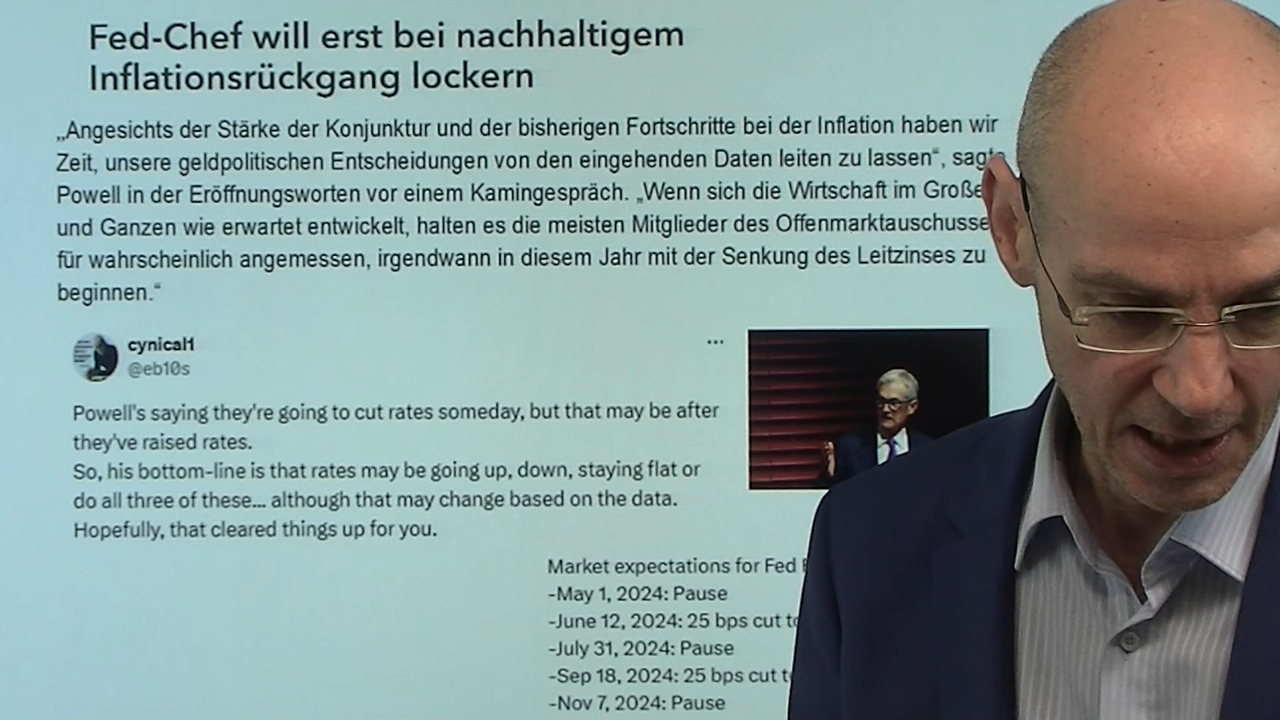 Fed-Chef will erst bei nachhaltigem
Inflationsrückgang lockern
„Angesichts der Stärke der Konjunktur und der bisherigen Fortschritte bei der Inflation haben wir
Zeit, unsere geldpolitischen Entscheidungen von den eingehenden Daten leiten zu lassen“, sagte
Powell in der Eröffnungsworten vor einem Kamingespräch. „Wenn sich die Wirtschaft im Große
und Ganzen wie erwartet entwickelt, halten es die meisten Mitglieder des Offenmarktauschusse
für wahrscheinlich angemessen, irgendwann in diesem Jahr mit der Senkung des Leitzinses zu
beginnen.“
cynical1
...
@eb10s
Powell's saying they're going to cut rates someday, but that may be after
they've raised rates.
So, his bottom-line is that rates may be going up, down, staying flat or
do all three of these... although that may change based on the data.
Hopefully, that cleared things up for you.
Market expectations for Fed
-May 1, 2024: Pause
-June 12, 2024: 25 bps cut to
-July 31, 2024: Pause
-Sep 18, 2024: 25 bps cut t
-Nov 7, 2024: Pause